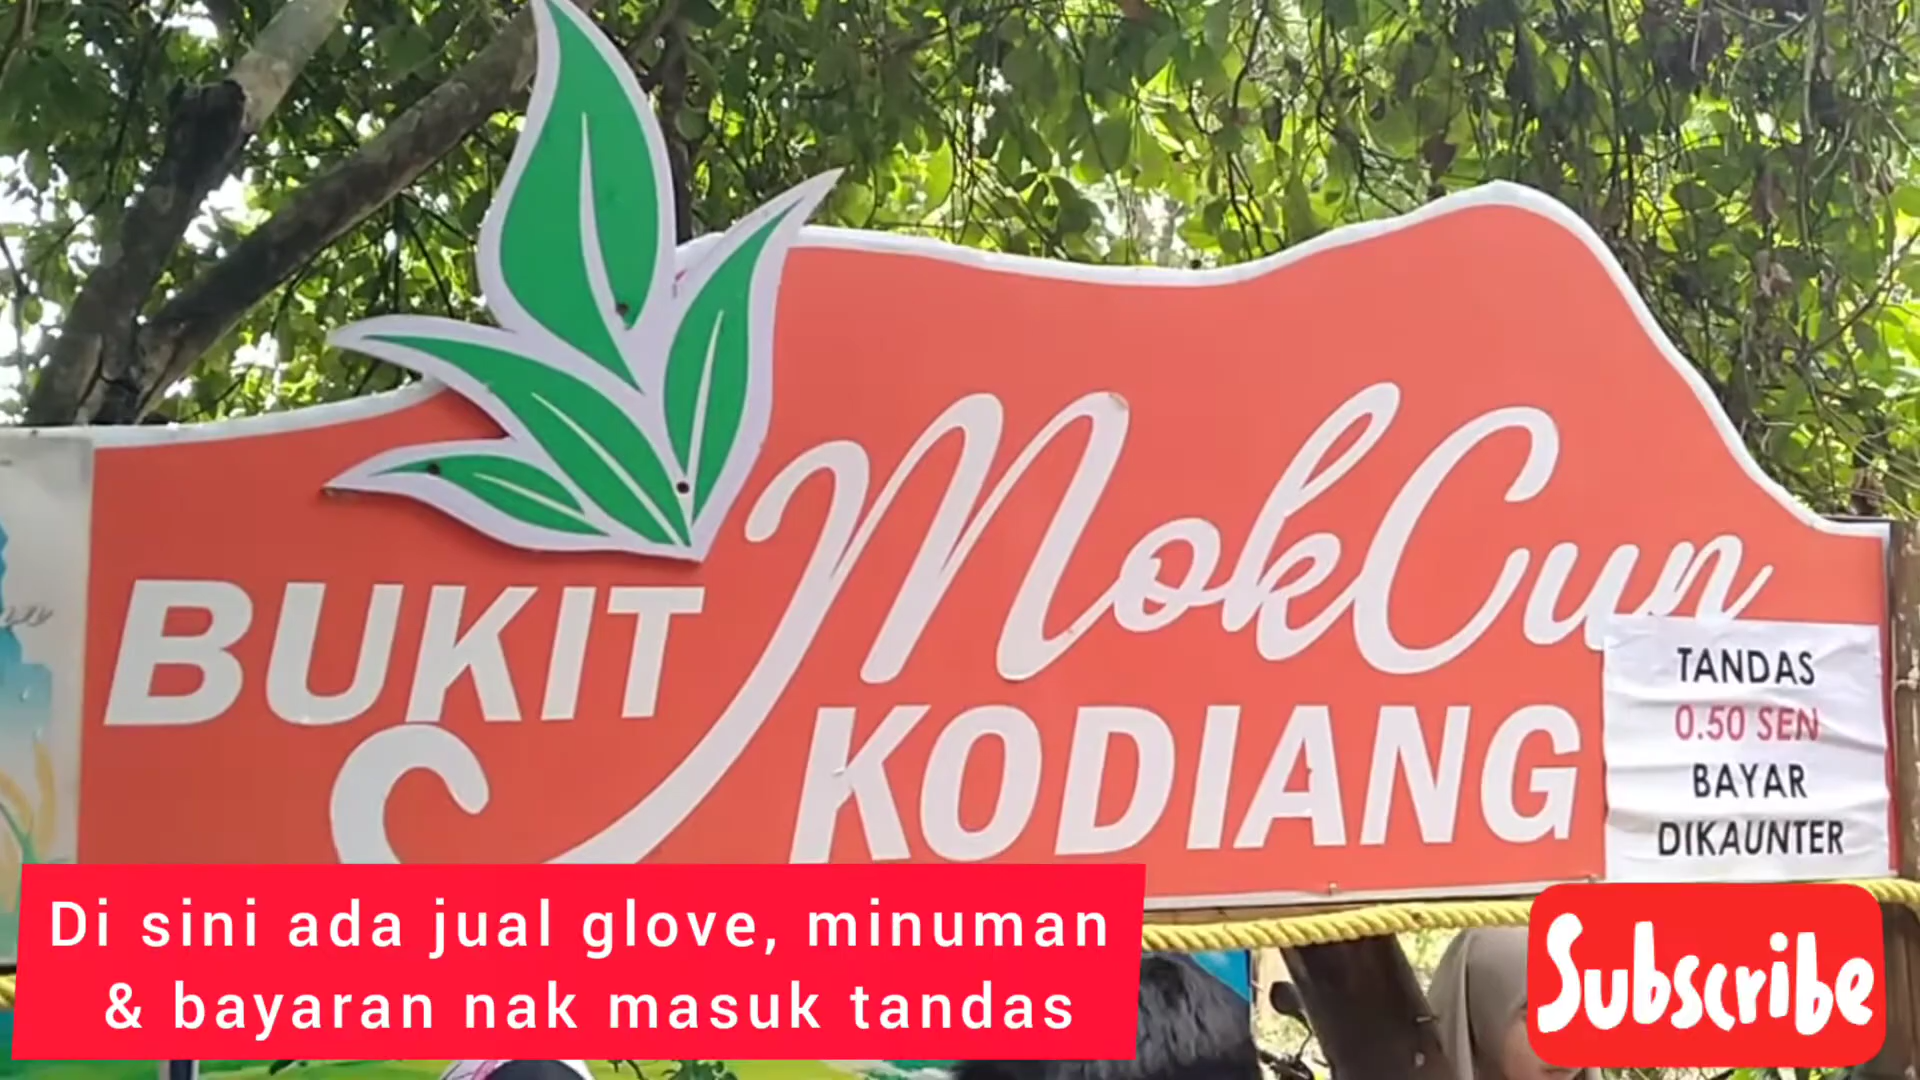 BUKIT MokCun
KODIANG
TANDAS
0.50 SEN
BAYAR
DIKAUNTER
Di sini ada jual glove, minuman
& bayaran nak masuk tandas
Subscribe